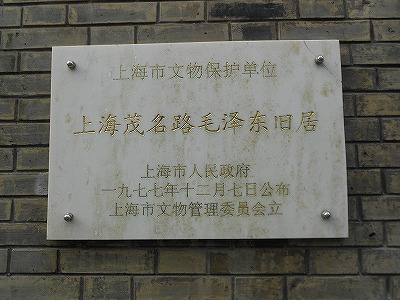 上海市文物保护单位
上海茂名路毛泽东旧居
上海市人民政府
一九七七年十二月七日公布
上海市文物管理委员会立